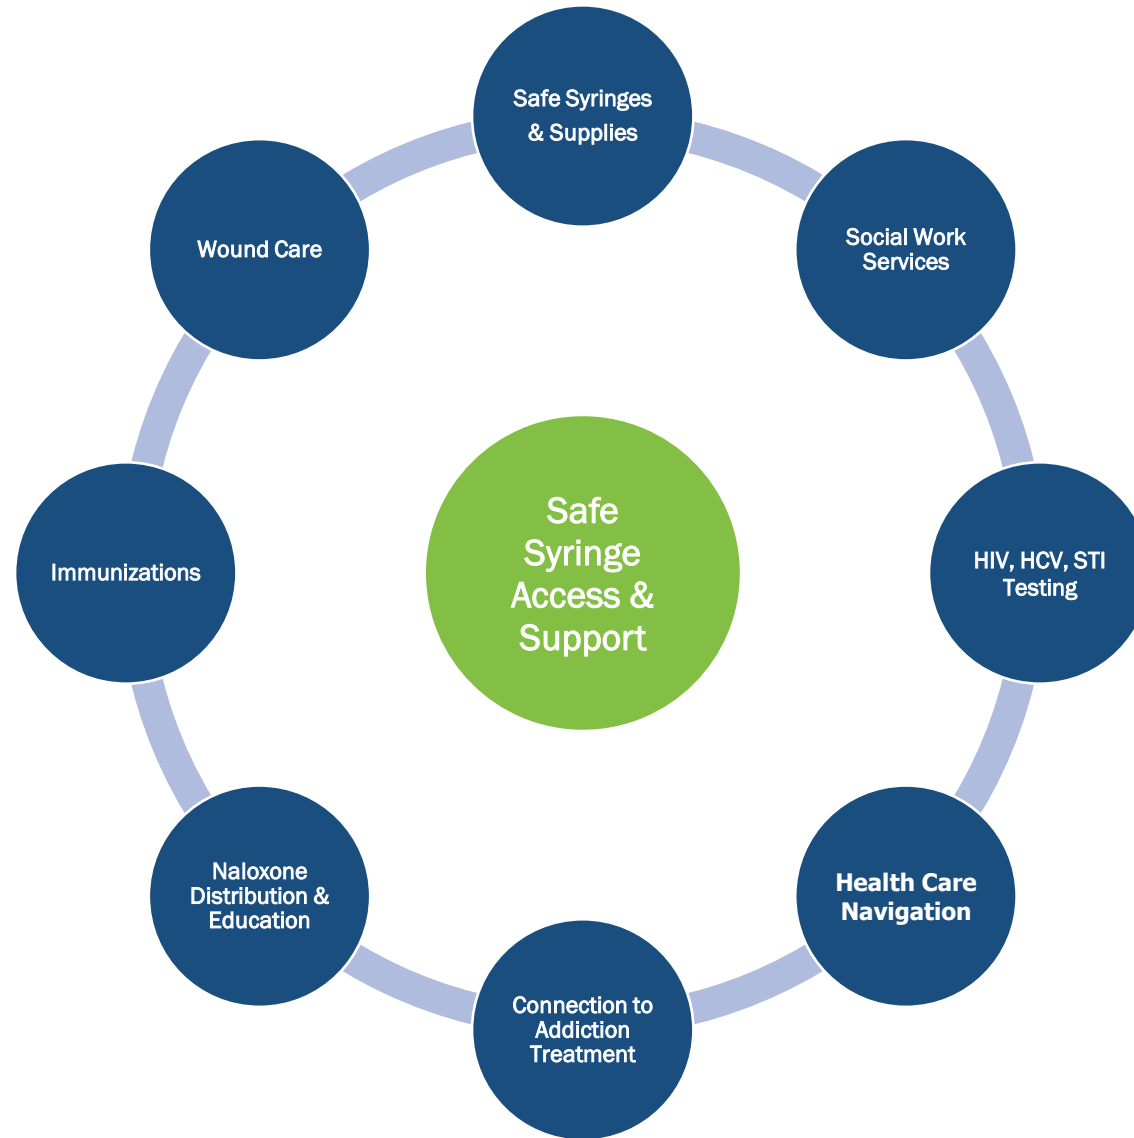 Safe Syringes
& Supplies
Social Work
Services
HIV, HCV, STI
Testing
Health Care
Navigation
Connection to
Addiction
Treatment
Naloxone
Distribution &
Education
Immunizations
Wound Care
Safe
Syringe
Access &
Support